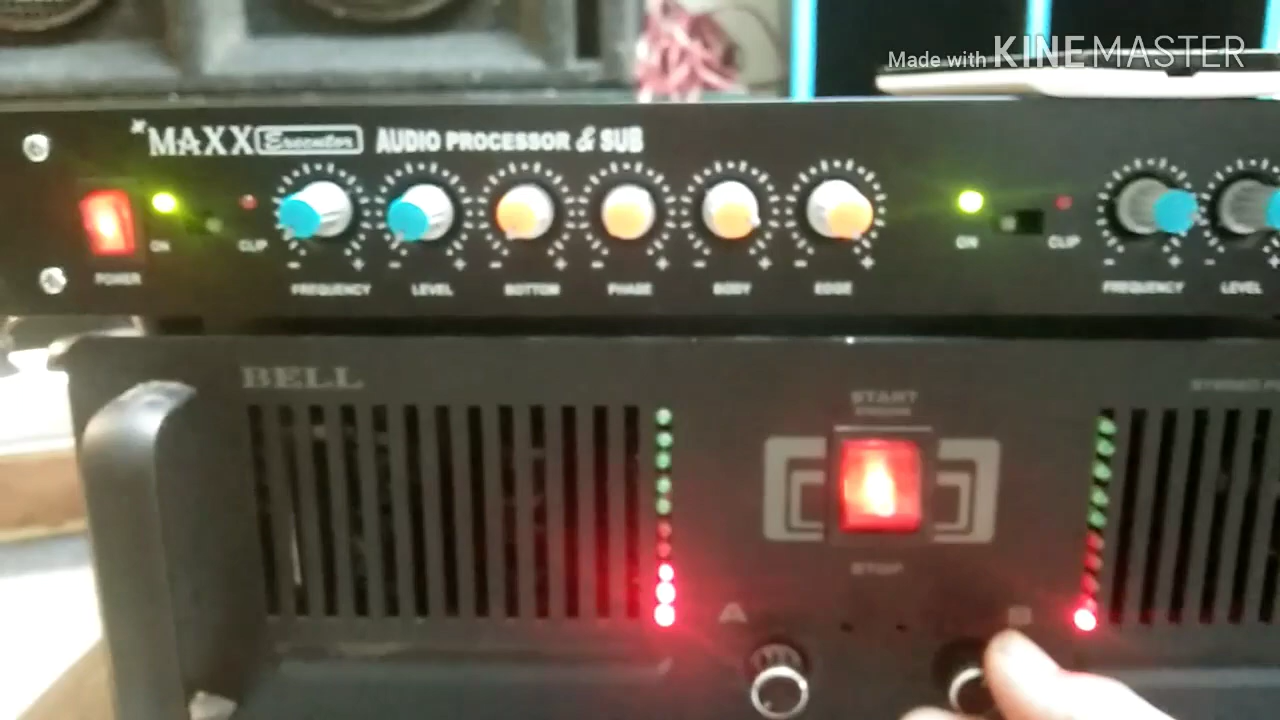 Made with KINEMASTER
MAXX Executor AUDIO PROCESSOR & SUB
ON CLIP ON CLIP
POWER - + - + - + - + - + - + - + -
FREQUENCY LEVEL BOTTOM PHASE BODY EDGE FREQUENCY LEVEL
BELL
START
STOP
A B